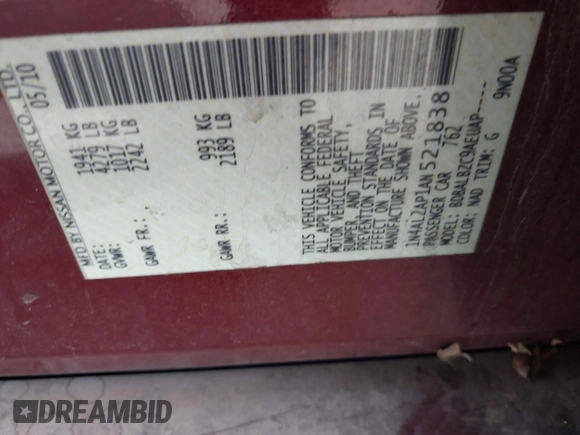 MFD BY NISSAN MOTOR CO., LTD.
DATE: 05/10
GVWR: 1941 KG
4279 LB
GAWR FR.: 1017 KG
2242 LB
GAWR RR.: 993 KG
2189 LB
THIS VEHICLE CONFORMS TO
ALL APPLICABLE FEDERAL
MOTOR VEHICLE SAFETY,
BUMPER, AND THEFT
PREVENTION STANDARDS IN
EFFECT ON THE DATE OF
MANUFACTURE SHOWN ABOVE.
1N4AL2AP1AN521838
PASSENGER CAR 762
MODEL: BDBALBZC9AEUAP-----
COLOR: NAD TRIM: G 9N00A
DREAMBID